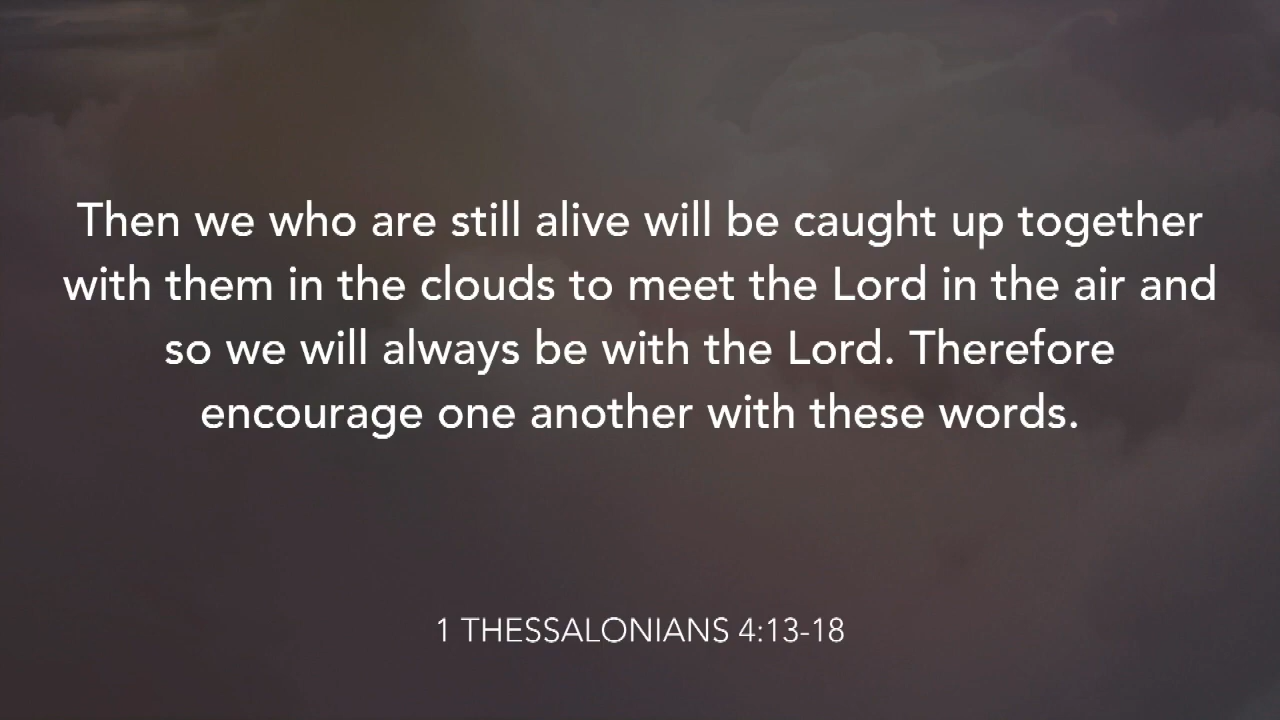 Then we who are still alive will be caught up together
with them in the clouds to meet the Lord in the air and
so we will always be with the Lord. Therefore
encourage one another with these words.
1 THESSALONIANS 4:13-18